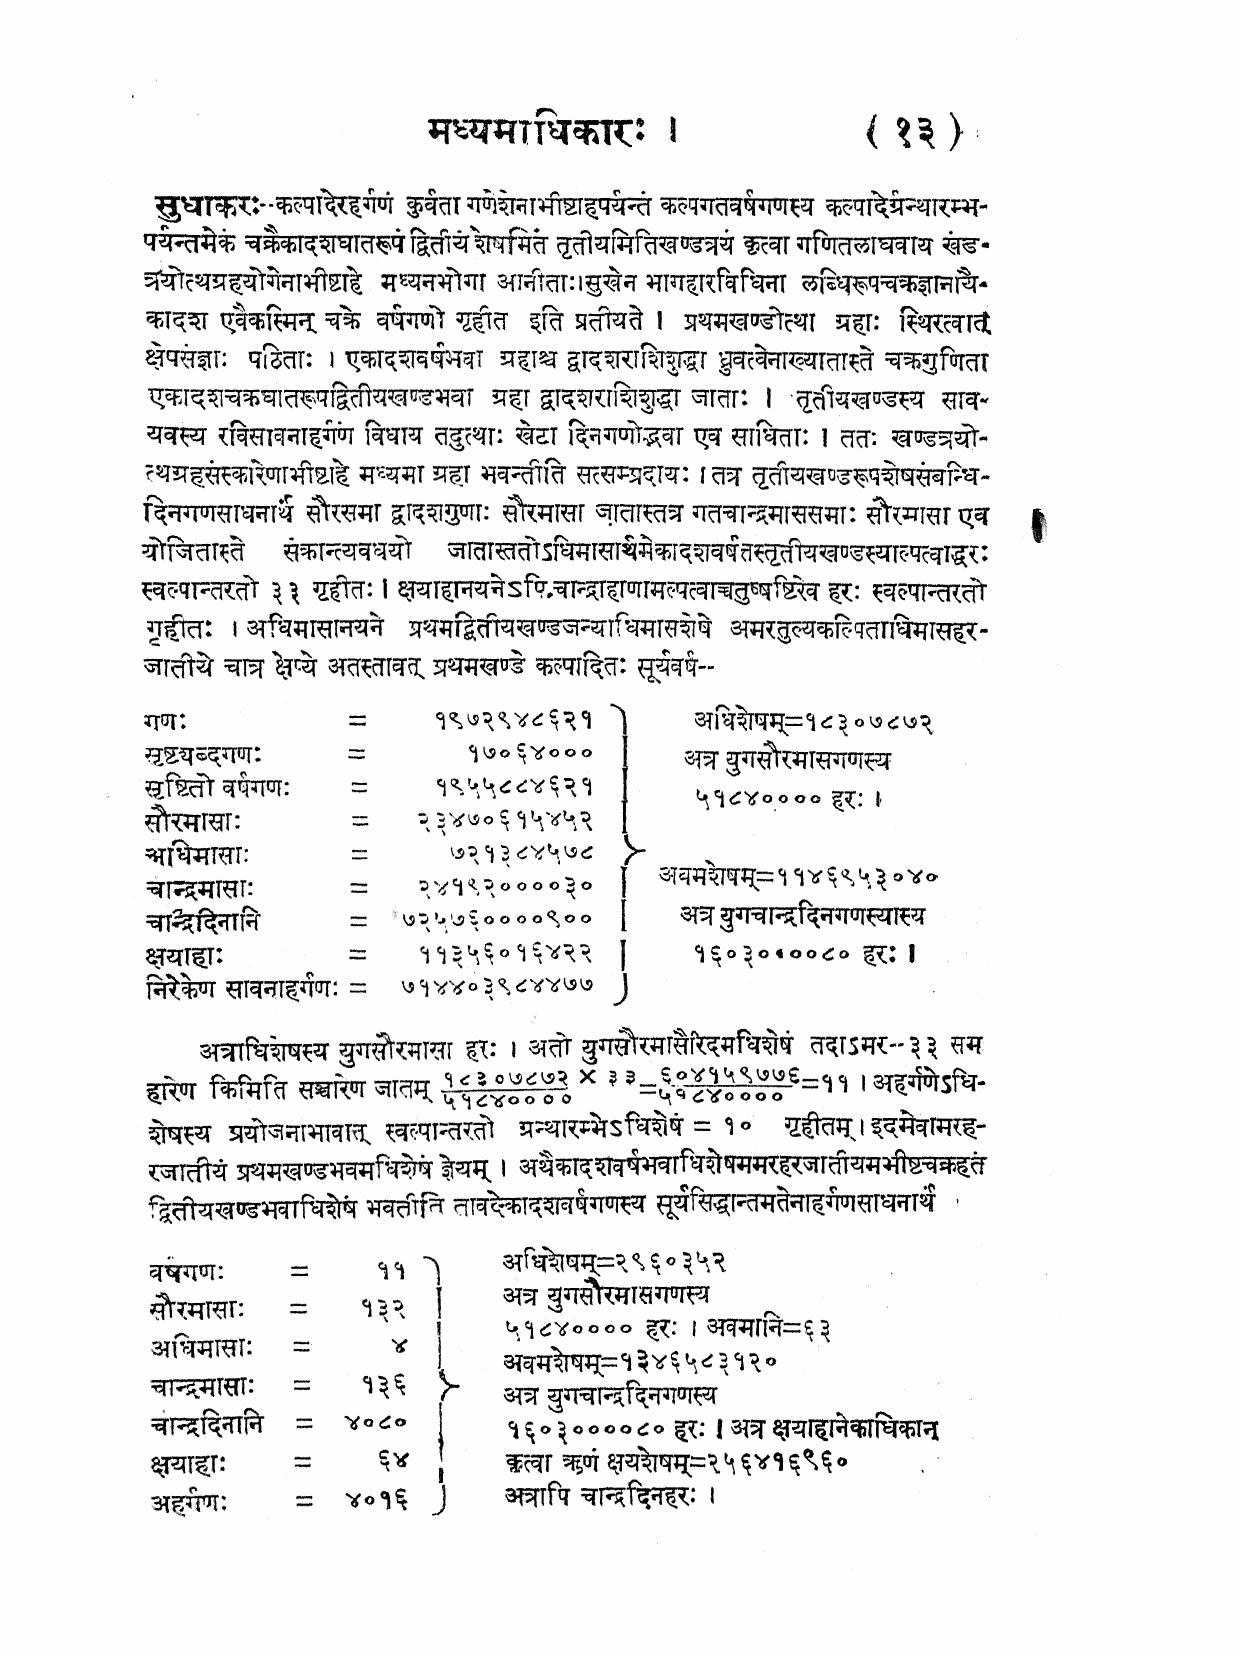 मध्यमाधिकारः । ( १३ )
सुधाकरः--कल्पादेरहर्गणं कुर्वता गणेशेनाभीष्टाहपर्यन्तं कल्पगतवर्षगणस्य कल्पादेर्ग्रन्थारम्भ-
पर्यन्तमेकं चक्रैकादशघातरूपं द्वितीयं शेषमितं तृतीयमितिखण्डत्रयं कृत्वा गणितलाघवाय खंड-
त्रयोत्थग्रहयोगेनाभीष्टाहे मध्यनभोगा आनीताः।सुखेन भागहारविधिना लब्धिरूपचक्रज्ञानायै-
कादश एवैकस्मिन् चक्रे वर्षगणो गृहीत इति प्रतीयते । प्रथमखण्डोत्था ग्रहाः स्थिरत्वात्
क्षेपसंज्ञाः पठिताः । एकादशवर्षभवा ग्रहाश्च द्वादशराशिशुद्धा ध्रुवत्वेनाख्यातास्ते चक्रगुणिता
एकादशचक्रघातरूपद्वितीयखण्डभवा ग्रहा द्वादशराशिशुद्धा जाताः । तृतीयखण्डस्य साव-
यवस्य रविसावनाहर्गणं विधाय तदुत्थाः खेटा दिनगणोद्भवा एव साधिताः । ततः खण्डत्रयो-
त्थग्रहसंस्कारेणाभीष्टाहे मध्यमा ग्रहा भवन्तीति सत्सम्प्रदायः ।तत्र तृतीयखण्डरूपशेषसंबन्धि-
दिनगणसाधनार्थं सौरसमा द्वादशगुणाः सौरमासा जातास्तत्र गतचान्द्रमाससमाः सौरमासा एव
योजितास्ते संक्रान्त्यवधयो जातास्ततोऽधिमासार्थमेकादशवर्षतस्तृतीयखण्डस्याल्पत्वाद्धरः
स्वल्पान्तरतो ३३ गृहीतः । क्षयाहानयनेऽपि चान्द्राहाणामल्पत्वाच्चतुष्षष्टिरेव हरः स्वल्पान्तरतो
गृहीतः । अधिमासानयने प्रथमद्वितीयखण्डजन्याधिमासशेषे अमरतुल्यकल्पिताधिमासहर-
जातीये चात्र क्षेप्ये अतस्तावत् प्रथमखण्डे कल्पादितः सूर्यवर्ष--
गणः = १९७२९४८६२१
सृष्ट्यब्दगणः = १७०६४०००
सृष्टितो वर्षगणः = १९५५८८४६२१
सौरमासाः = २३४७०६१५४५२
अधिमासाः = ७२१३८४५७८
चान्द्रमासाः = २४१९२००००३०
चान्द्रदिनानि = ७२५७६००००९००
क्षयाहाः = ११३५६०१६४२२
निरेकेण सावनाहर्गणः = ७१४४०३९८४४७७
अधिशेषम्=१८३०७८७२
अत्र युगसौरमासगणस्य
५१८४०००० हरः ।
अवमशेषम्=११४६९५३०४०
अत्र युगचान्द्रदिनगणस्यास्य
१६०३००००८० हरः ।
अत्राधिशेषस्य युगसौरमासा हरः । अतो युगसौरमासैरिदमधिशेषं तदाऽमर--३३ सम
हारेण किमिति सञ्चारेण जातम् १८३०७८७२ × ३३ / ५१८४०००० = ६०४१५९७७६ / ५१८४०००० =११ । अहर्गणेऽधि-
शेषस्य प्रयोजनाभावात् स्वल्पान्तरतो ग्रन्थारम्भेऽधिशेषं = १० गृहीतम् । इदमेवामरह-
रजातीयं प्रथमखण्डभवमधिशेषं ज्ञेयम् । अथैकादशवर्षभवाधिशेषममरहरजातीयमभीष्टचक्रहतं
द्वितीयखण्डभवाधिशेषं भवतीति तावदेकादशवर्षगणस्य सूर्यसिद्धान्तमतेनाहर्गणसाधनार्थं
वर्षगणः = ११
सौरमासाः = १३२
अधिमासाः = ४
चान्द्रमासाः = १३६
चान्द्रदिनानि = ४०८०
क्षयाहाः = ६४
अहर्गणः = ४०१६
अधिशेषम्=२९६०३५२
अत्र युगसौरमासगणस्य
५१८४०००० हरः । अवमानि=६३
अवमशेषम्=१३४६५८३१२०
अत्र युगचान्द्रदिनगणस्य
१६०३०००००८० हरः । अत्र क्षयाहानेकाधिकान्
कृत्वा ऋणं क्षयशेषम्=२५६४१६९६०
अत्रापि चान्द्रदिनहरः ।